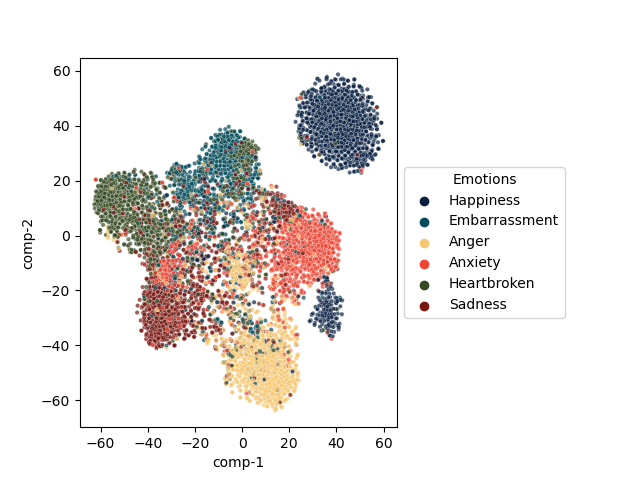 60
40
20
0
−20
−40
−60
comp-2
−60 −40 −20 0 20 40 60
comp-1
Emotions
Happiness
Embarrassment
Anger
Anxiety
Heartbroken
Sadness